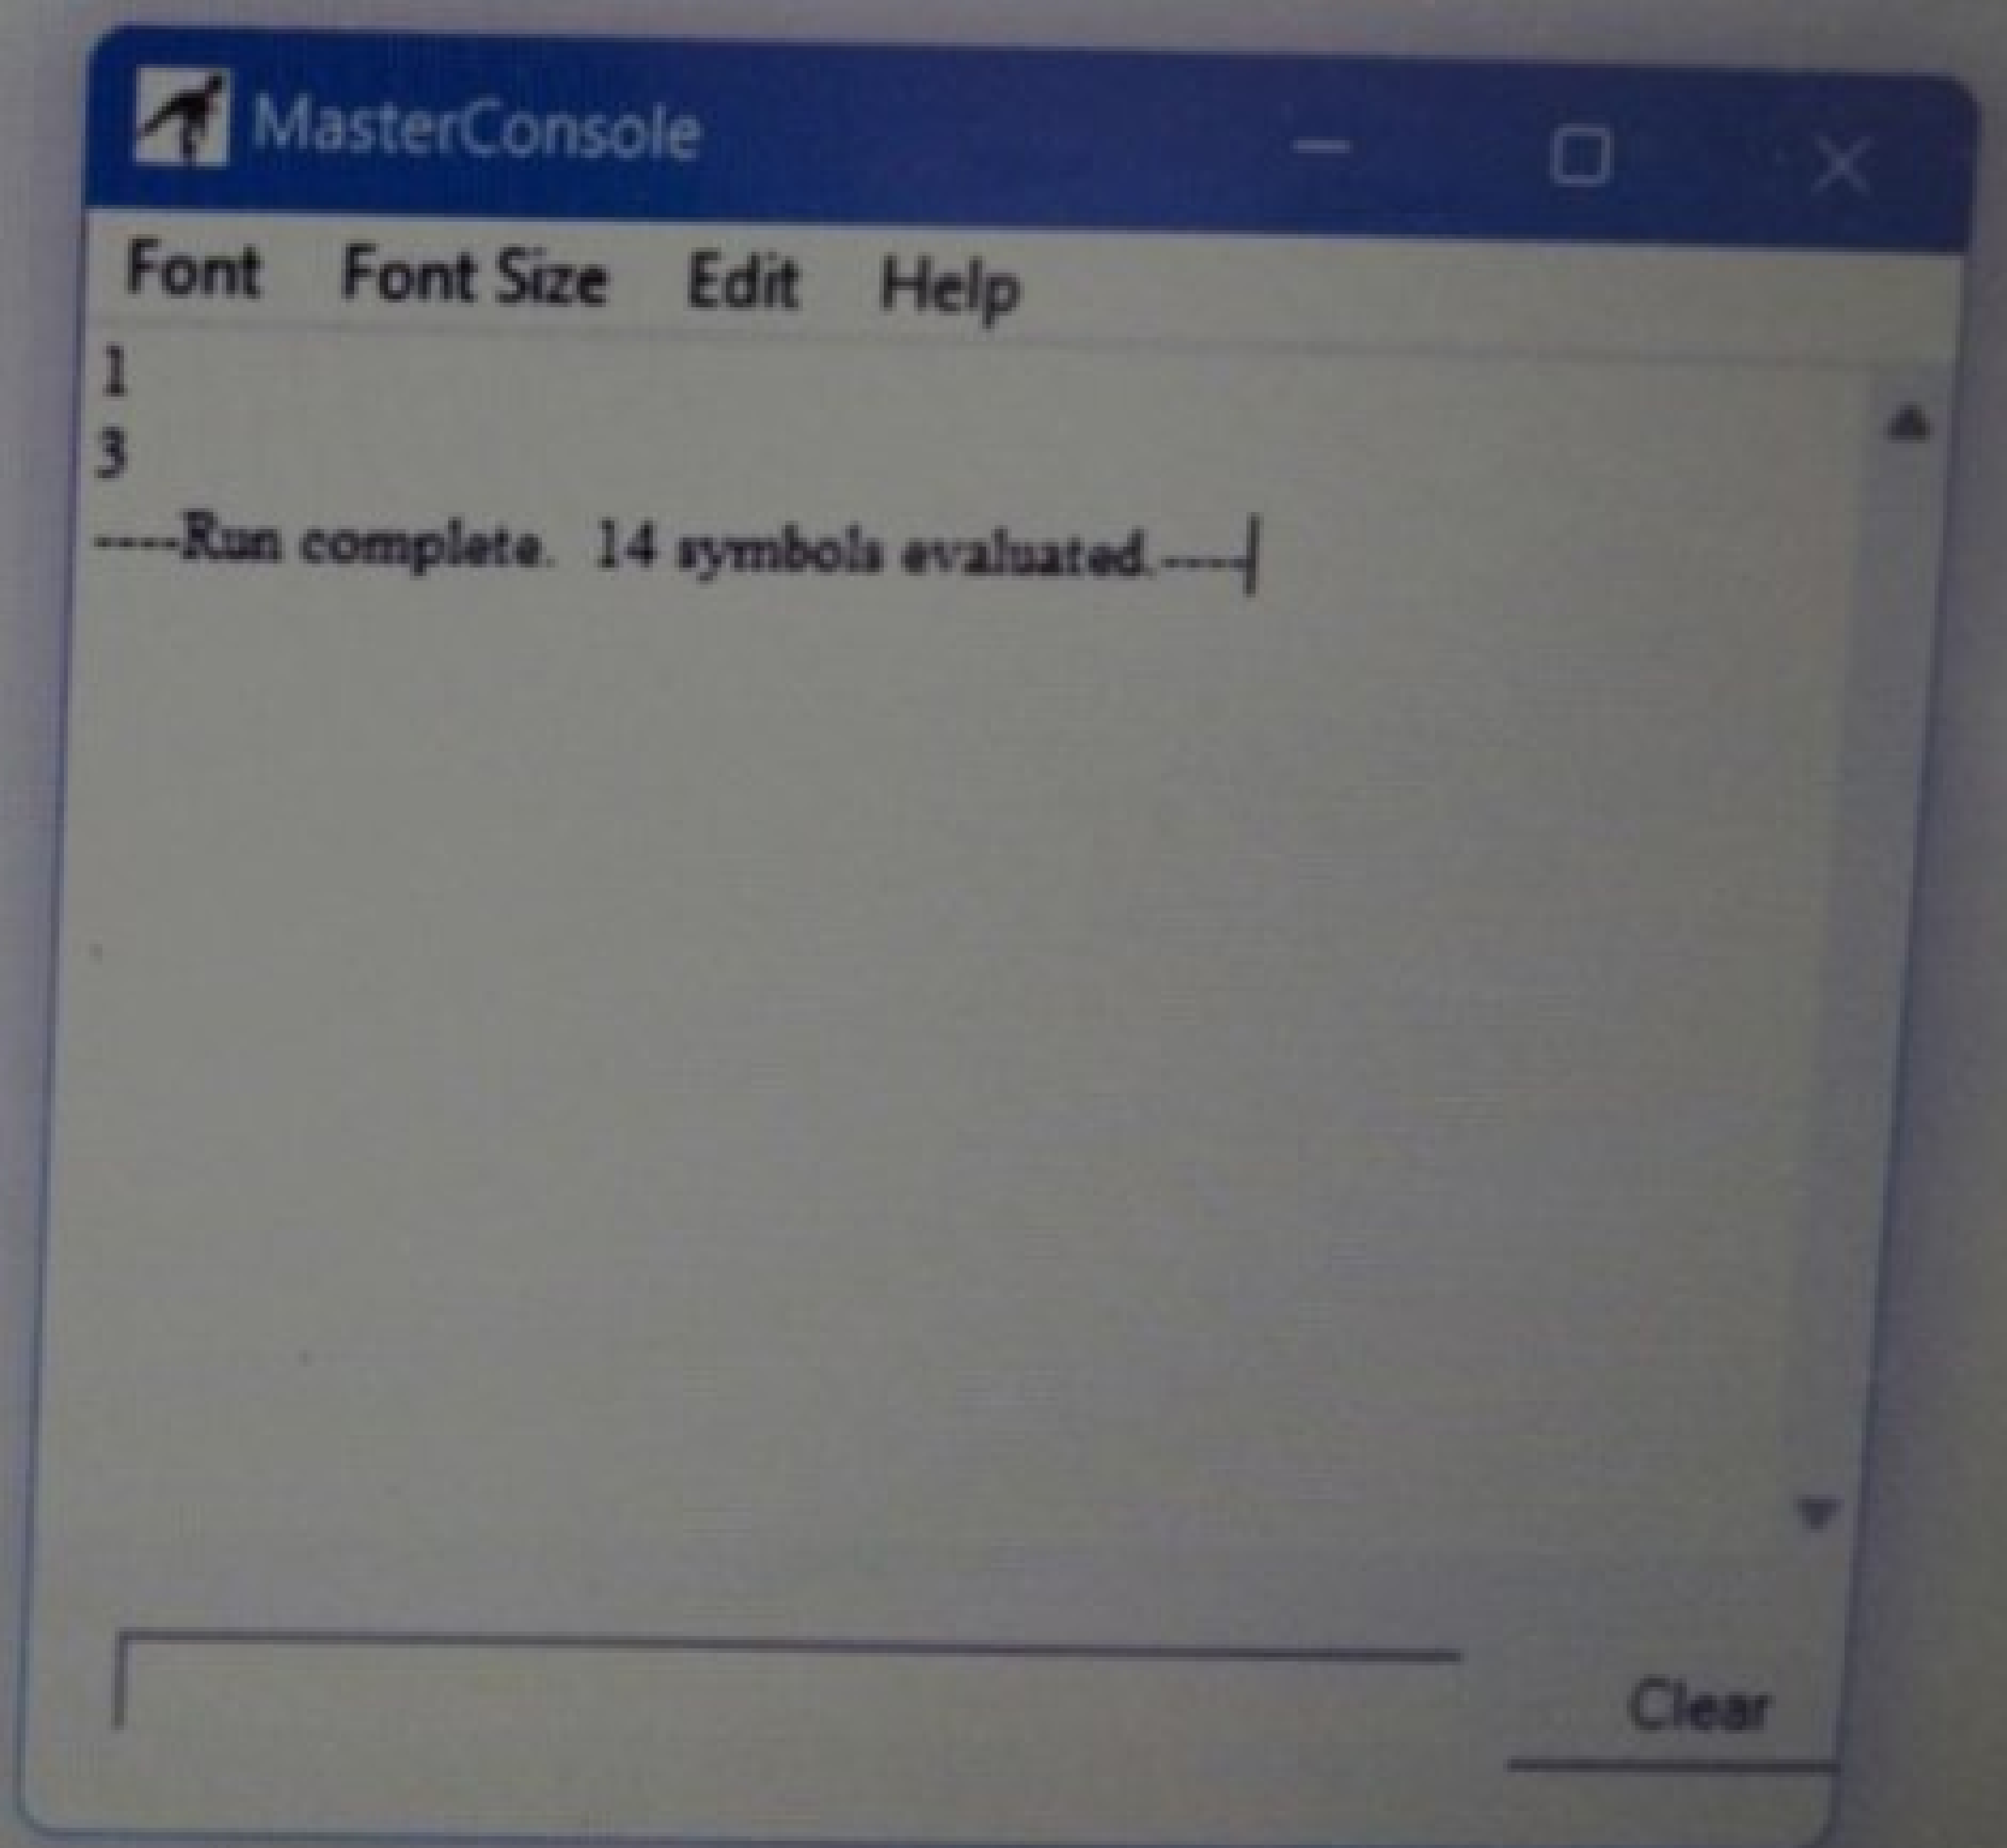 MasterConsole
Font Font Size Edit Help
1
3
----Run complete.  14 symbols evaluated.----
Clear